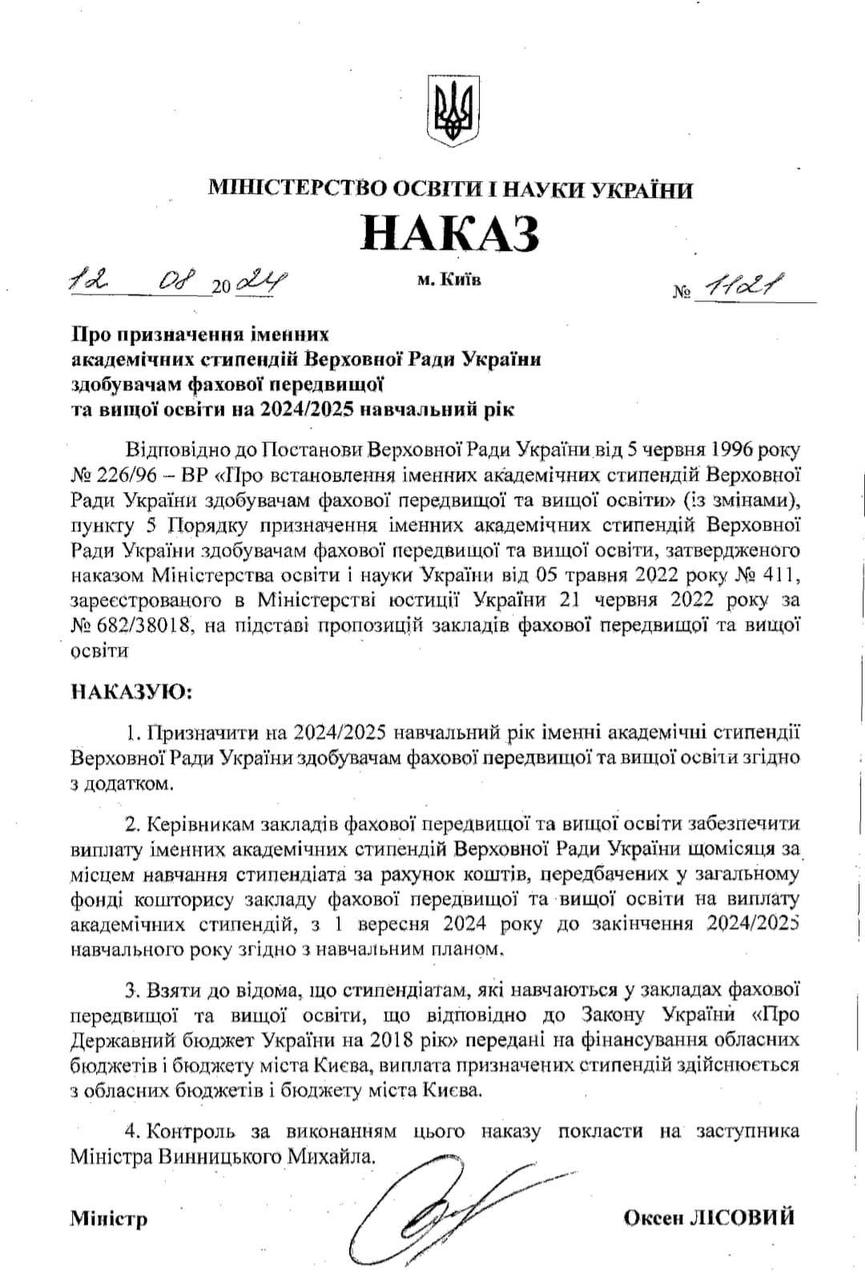 МІНІСТЕРСТВО ОСВІТИ І НАУКИ УКРАЇНИ
НАКАЗ
12 08 2024 м. Київ № 1121
Про призначення іменних
академічних стипендій Верховної Ради України
здобувачам фахової передвищої
та вищої освіти на 2024/2025 навчальний рік
Відповідно до Постанови Верховної Ради України від 5 червня 1996 року
№ 226/96 – ВР «Про встановлення іменних академічних стипендій Верховної
Ради України здобувачам фахової передвищої та вищої освіти» (із змінами),
пункту 5 Порядку призначення іменних академічних стипендій Верховної
Ради України здобувачам фахової передвищої та вищої освіти, затвердженого
наказом Міністерства освіти і науки України від 05 травня 2022 року № 411,
зареєстрованого в Міністерстві юстиції України 21 червня 2022 року за
№ 682/38018, на підставі пропозицій закладів фахової передвищої та вищої
освіти
НАКАЗУЮ:
1. Призначити на 2024/2025 навчальний рік іменні академічні стипендії
Верховної Ради України здобувачам фахової передвищої та вищої освіти згідно
з додатком.
2. Керівникам закладів фахової передвищої та вищої освіти забезпечити
виплату іменних академічних стипендій Верховної Ради України щомісяця за
місцем навчання стипендіата за рахунок коштів, передбачених у загальному
фонді кошторису закладу фахової передвищої та вищої освіти на виплату
академічних стипендій, з 1 вересня 2024 року до закінчення 2024/2025
навчального року згідно з навчальним планом.
3. Взяти до відома, що стипендіатам, які навчаються у закладах фахової
передвищої та вищої освіти, що відповідно до Закону України «Про
Державний бюджет України на 2018 рік» передані на фінансування обласних
бюджетів і бюджету міста Києва, виплата призначених стипендій здійснюється
з обласних бюджетів і бюджету міста Києва.
4. Контроль за виконанням цього наказу покласти на заступника
Міністра Винницького Михайла.
Міністр Оксен ЛІСОВИЙ